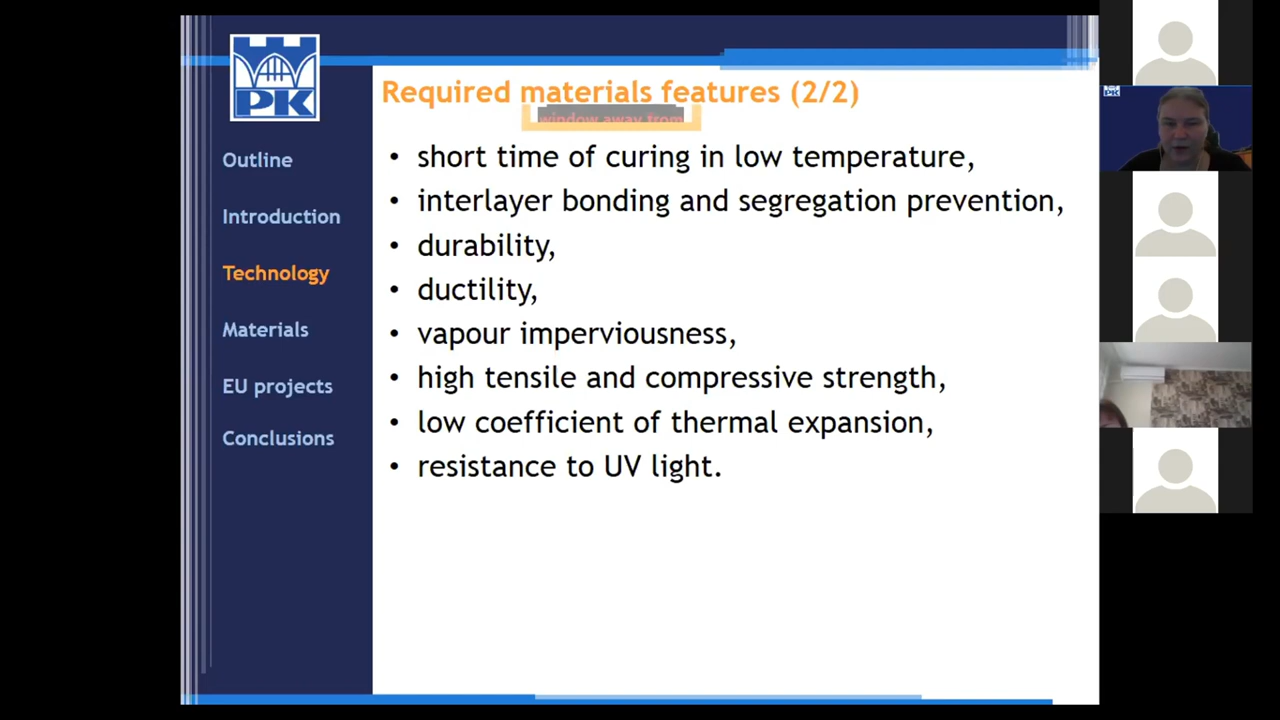 PK
Required materials features (2/2)
window away from
Outline
Introduction
Technology
Materials
EU projects
Conclusions
• short time of curing in low temperature,
• interlayer bonding and segregation prevention,
• durability,
• ductility,
• vapour imperviousness,
• high tensile and compressive strength,
• low coefficient of thermal expansion,
• resistance to UV light.
PK